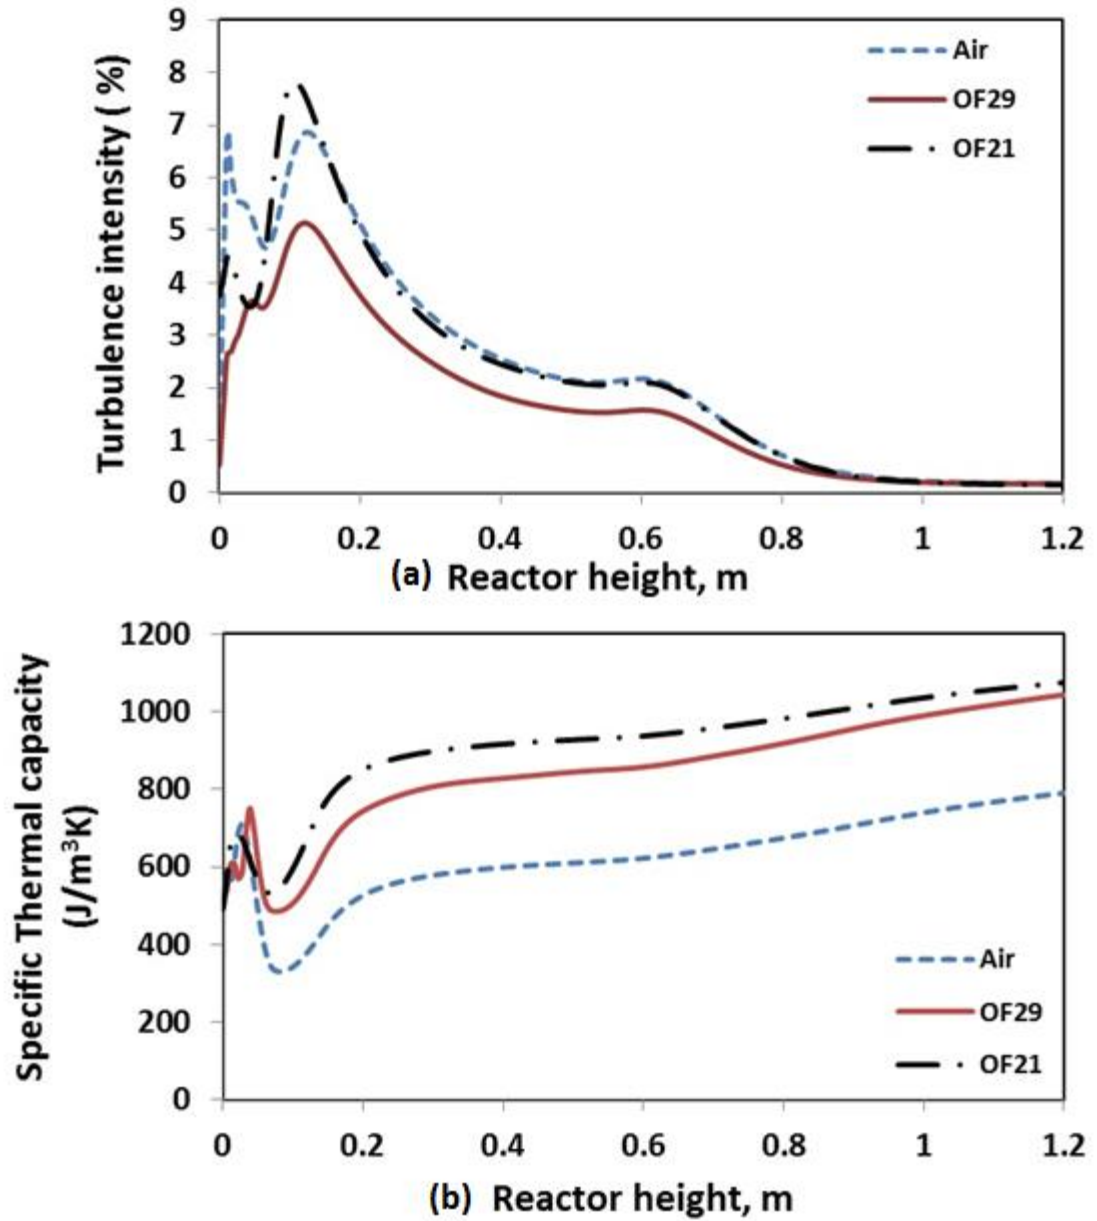 Turbulence intensity ( %)
9
8
7
6
5
4
3
2
1
0
Air
OF29
OF21
0 0.2 0.4 0.6 0.8 1 1.2
(a) Reactor height, m
Specific Thermal capacity
(J/m³K)
1200
1000
800
600
400
200
0
Air
OF29
OF21
0 0.2 0.4 0.6 0.8 1 1.2
(b) Reactor height, m